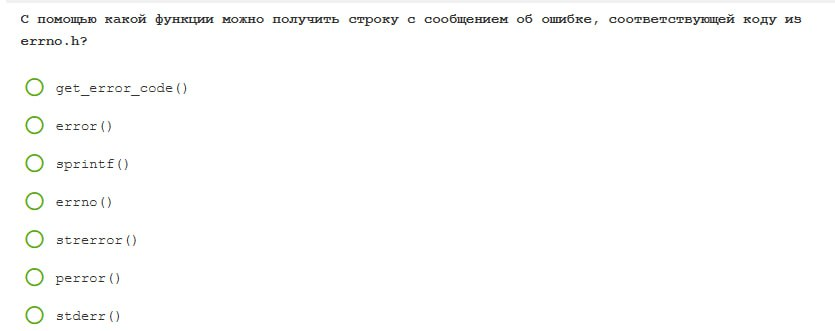 С помощью какой функции можно получить строку с сообщением об ошибке, соответствующей коду из
errno.h?
get_error_code()
error()
sprintf()
errno()
strerror()
perror()
stderr()